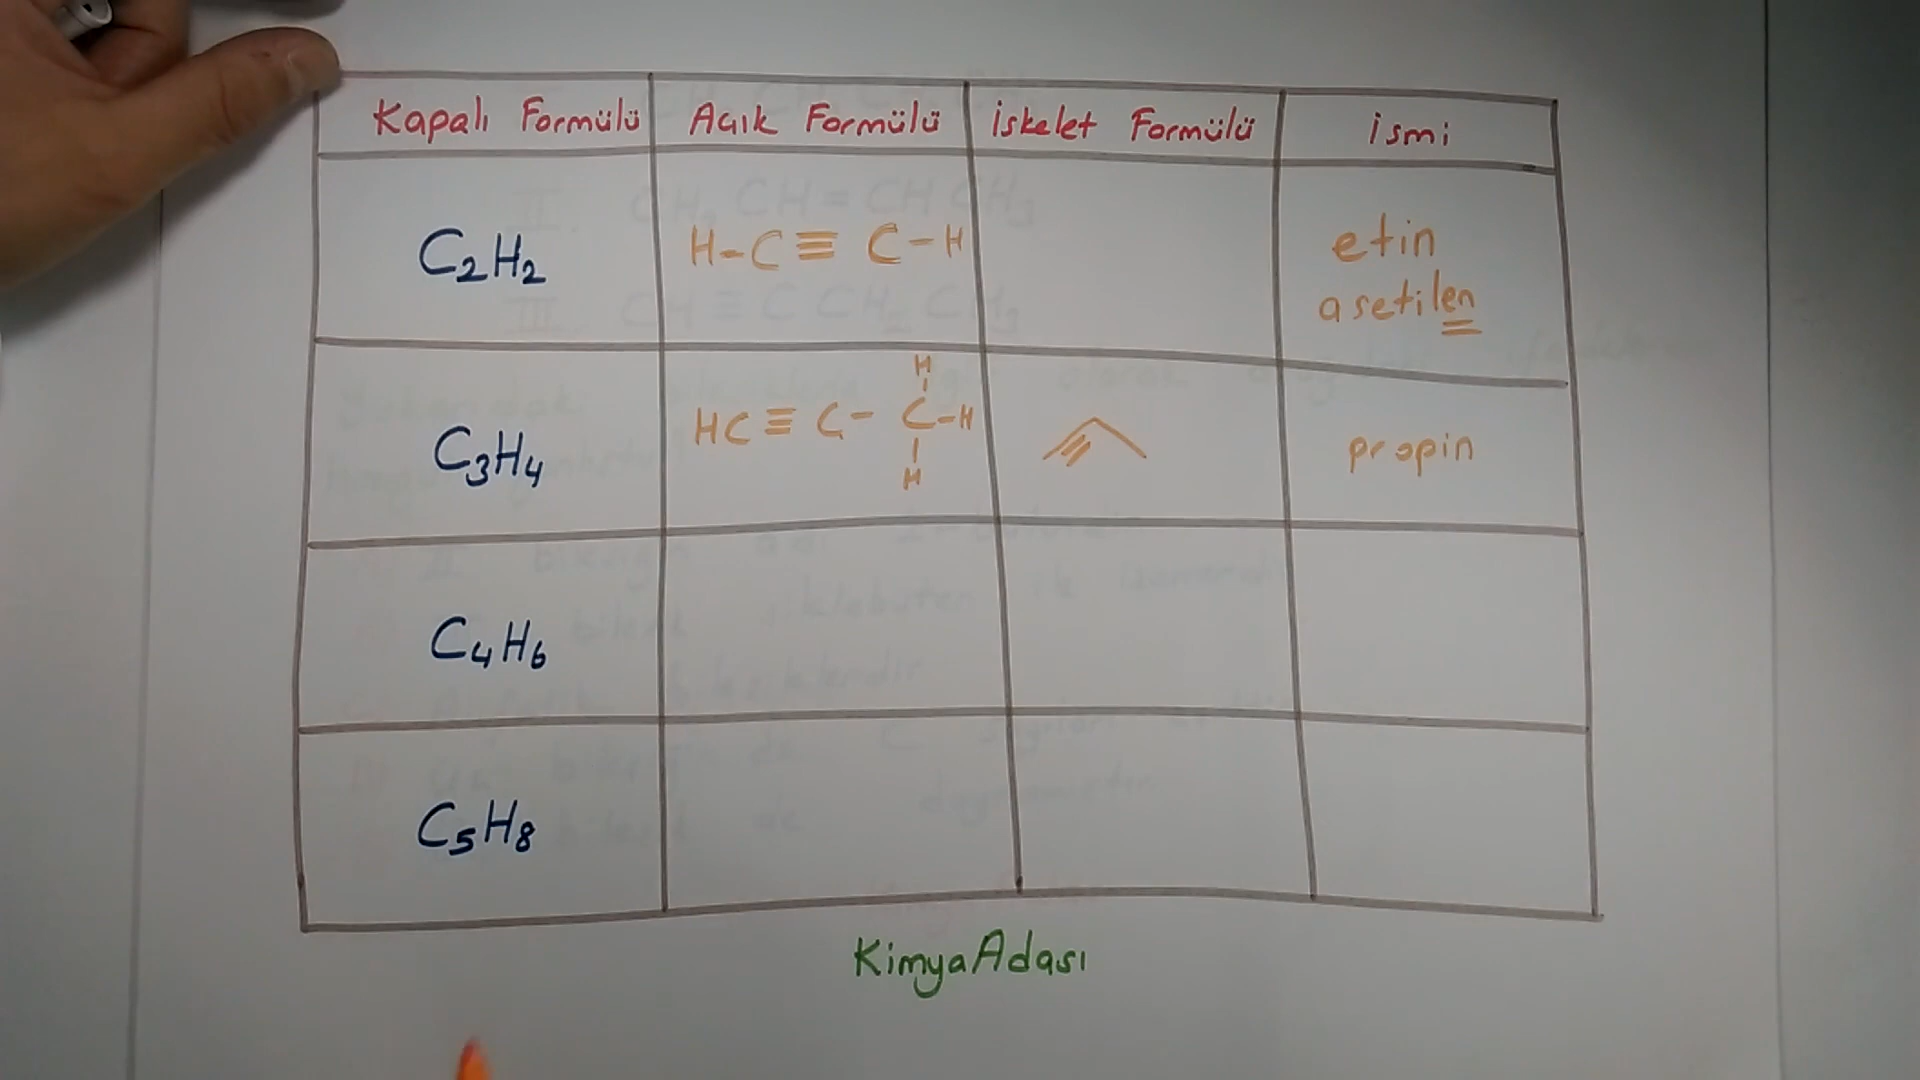 Kapalı Formülü Açık Formülü İskelet Formülü İsmi
C2H2 H-C≡C-H etin
asetilen
H
C3H4 HC≡C-C-H propin
H
C4H6
C5H8
KimyaAdası